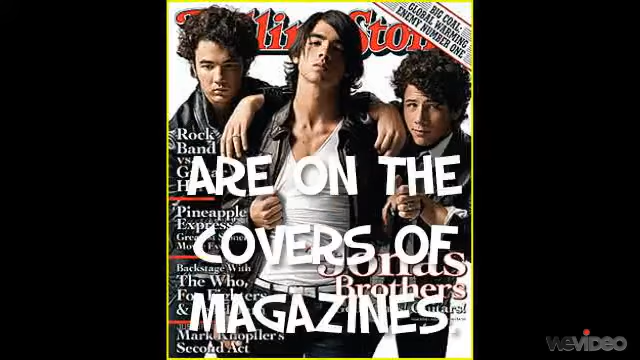 Rolling Stone
BIG COAL:
GLOBAL WARMING
ENEMY NUMBER ONE
Rock
Band
vs.
ARE ON THE
Pineapple
Express
COVERS OF
Backstage With
The Who,
Jonas
Brothers
MAGAZINES.
Mark Knopfler's
Second Act
WEVIDEO